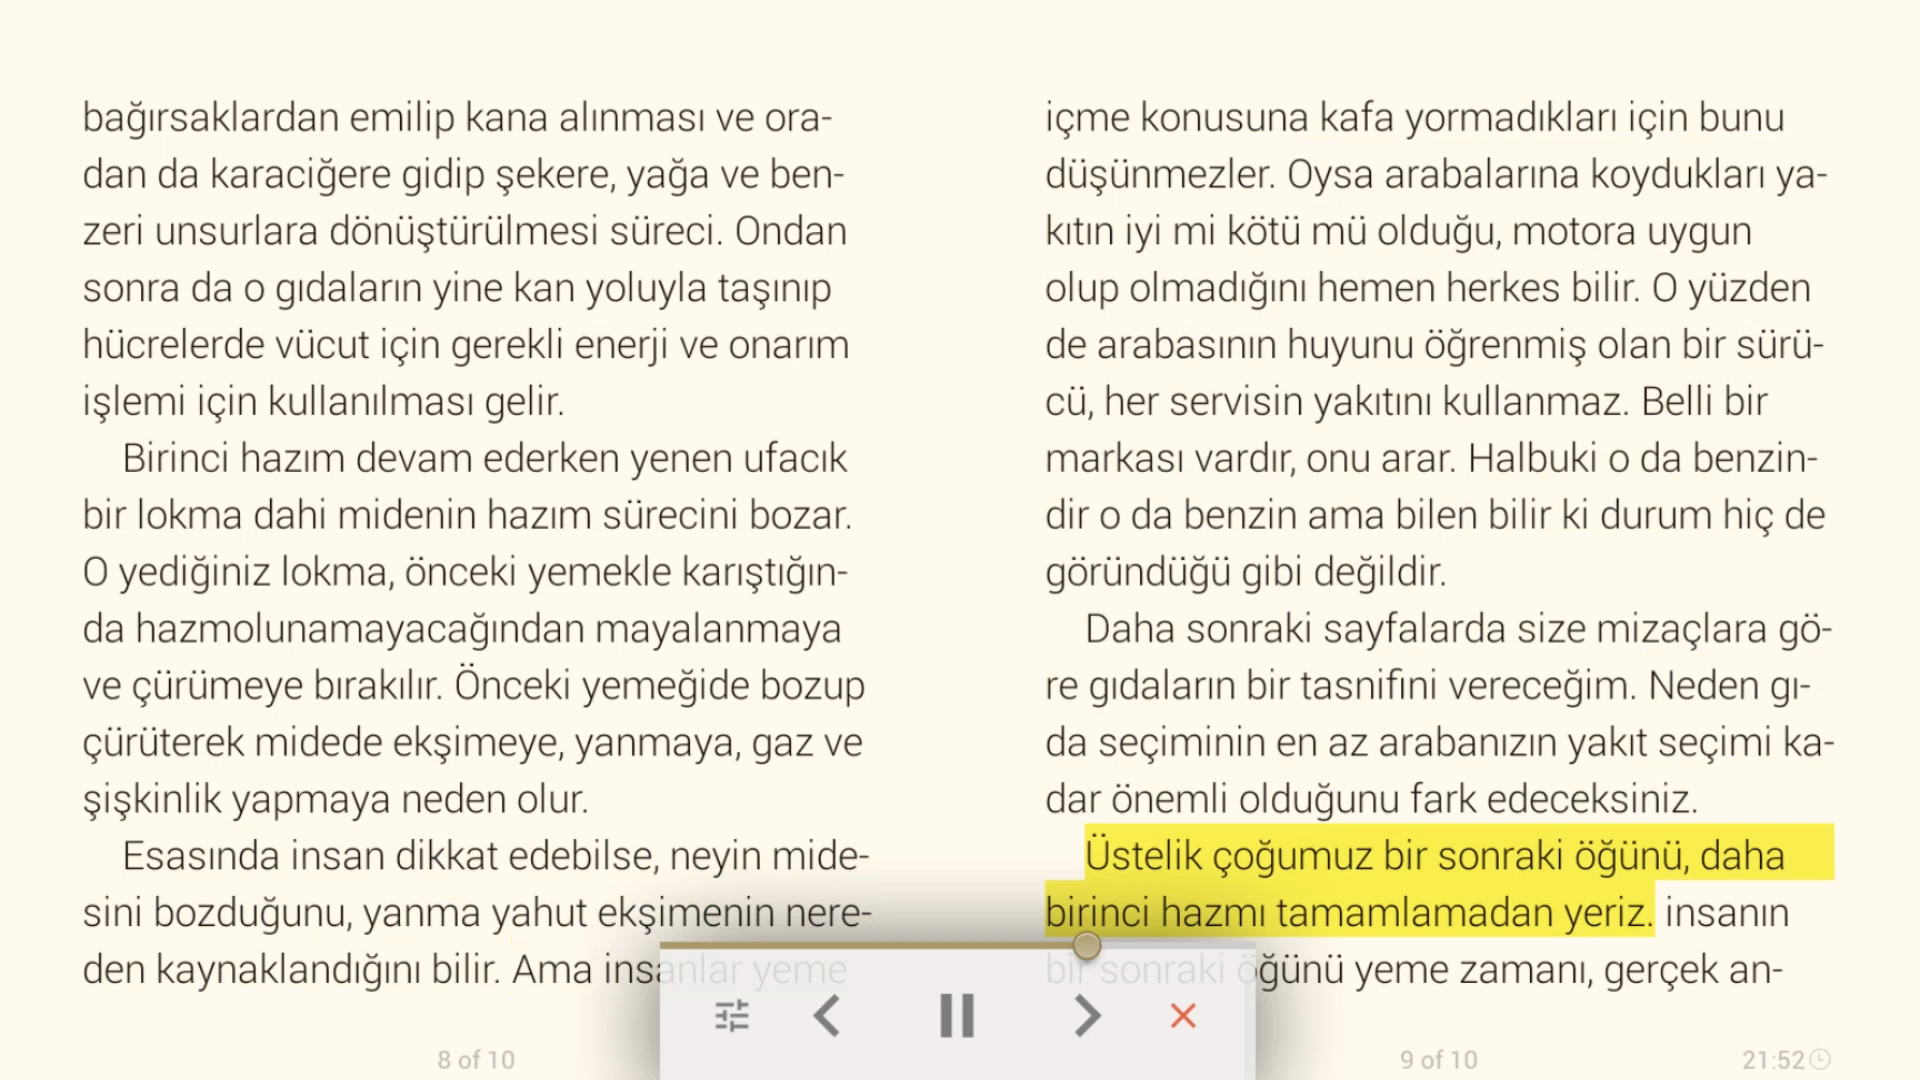 bağırsaklardan emilip kana alınması ve ora-
dan da karaciğere gidip şekere, yağa ve ben-
zeri unsurlara dönüştürülmesi süreci. Ondan
sonra da o gıdaların yine kan yoluyla taşınıp
hücrelerde vücut için gerekli enerji ve onarım
işlemi için kullanılması gelir.
Birinci hazım devam ederken yenen ufacık
bir lokma dahi midenin hazım sürecini bozar.
O yediğiniz lokma, önceki yemekle karıştığın-
da hazmolunamayacağından mayalanmaya
ve çürümeye bırakılır. Önceki yemeğide bozup
çürüterek midede ekşimeye, yanmaya, gaz ve
şişkinlik yapmaya neden olur.
Esasında insan dikkat edebilse, neyin mide-
sini bozduğunu, yanma yahut ekşimenin nere-
den kaynaklandığını bilir. Ama insanlar yeme
8 of 10
içme konusuna kafa yormadıkları için bunu
düşünmezler. Oysa arabalarına koydukları ya-
kıtın iyi mi kötü mü olduğu, motora uygun
olup olmadığını hemen herkes bilir. O yüzden
de arabasının huyunu öğrenmiş olan bir sürü-
cü, her servisin yakıtını kullanmaz. Belli bir
markası vardır, onu arar. Halbuki o da benzin-
dir o da benzin ama bilen bilir ki durum hiç de
göründüğü gibi değildir.
Daha sonraki sayfalarda size mizaçlara gö-
re gıdaların bir tasnifini vereceğim. Neden gı-
da seçiminin en az arabanızın yakıt seçimi ka-
dar önemli olduğunu fark edeceksiniz.
Üstelik çoğumuz bir sonraki öğünü, daha
birinci hazmı tamamlamadan yeriz. insanın
bir sonraki öğünü yeme zamanı, gerçek an-
9 of 10
21:52